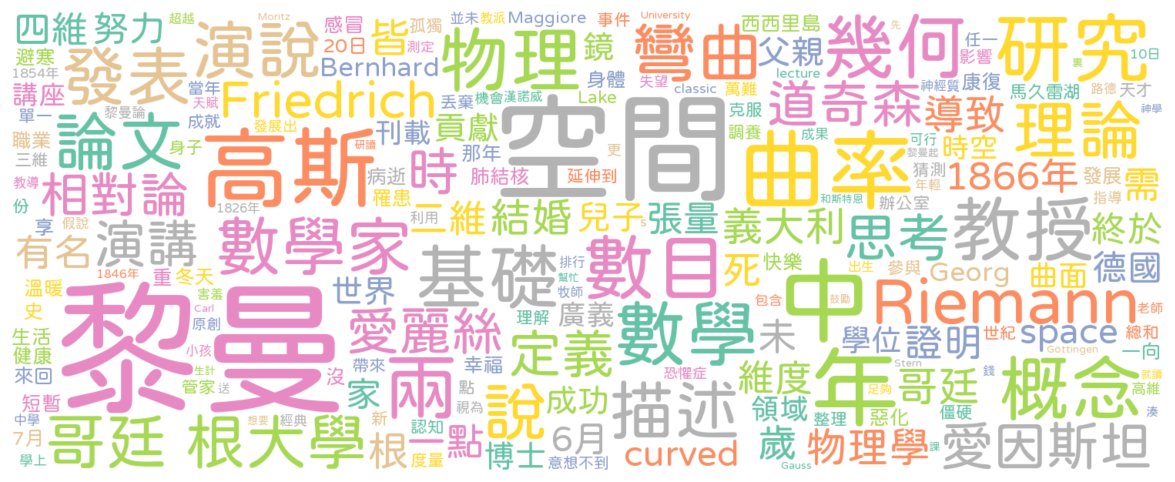 四維
努力
演說
皆
感冒
超越
Moritz
並未
教派
Maggiore
事件
University
西西里島
任一
先
幾何
研究
避寒
發表
20日
孤獨
測定
物理
鏡
彎曲
父親
影響
裏
10日
1854年
當年
Bernhard
身體
失望
lecture
神經質
康復
路德
天才
講座
天賦
丟棄
機會
漢諾威
Lake
classic
萬難
道奇森
馬久雷湖
神學
單一
黎曼論
成就
Friedrich
刊載
貢獻
空間
克服
導致
理論
職業
論文
發展出
高斯
研讀
那年
調養
成果
曲率
可行
黎曼起
時空
發展
三維
身子
時
肺結核
更
延伸到
猜測
年輕
1866年
需
教導
相對論
病逝
罹患
和斯特恩
辦公室
指導
份
享
假說
1826年
利用
二維
結婚
兒子
s
張量
義大利
思考
教授
終於
有名
演講
數學家
基礎
排行
數目
死
快樂
出生
參與
Georg
曲面
德國
1846年
重
冬天
溫暖
世界
幫忙
牧師
中
史
害羞
Carl
原創
黎曼
愛麗絲
理解
廣義
數學
包含
鼓勵
Riemann
老師
生活
健康
小孩
兩
定義
未
學位
證明
世紀
space
總和
一向
來回
生計
管家
送
帶來
幸福
恐懼症
Stern
Göttingen
就讀
短暫
沒
家
點
視為
說
成功
描述
維度
足夠
年
哥廷
錢
高維
概念
中學
想要
經典
新
認知
領域
整理
惡化
僵硬
湊
7月
哥廷
根大學
根
一點
度量
博士
6月
歲
物理學
課
愛因斯坦
學上
意想不到
curved
Gauss